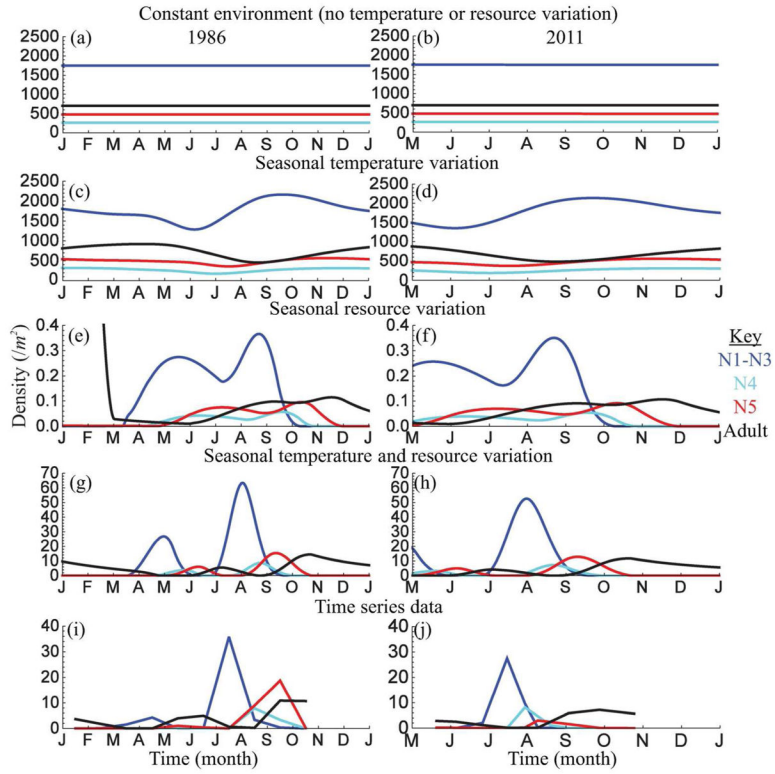 Constant environment (no temperature or resource variation)
1986 2011
(a) (b)
2500 2500
2000 2000
1500 1500
1000 1000
500 500
0 0
J F M A M J J A S O N D J M J J A S O N D J
Seasonal temperature variation
(c) (d)
2500 2500
2000 2000
1500 1500
1000 1000
500 500
0 0
J F M A M J J A S O N D J M J J A S O N D J
Seasonal resource variation
(e) (f)
Density (/m²)
0.4 0.4
0.3 0.3
0.2 0.2
0.1 0.1
0. 0.
J F M A M J J A S O N D J M J J A S O N D J
Key
N1-N3
N4
N5
Adult
Seasonal temperature and resource variation
(g) (h)
70 70
60 60
50 50
40 40
30 30
20 20
10 10
0 0
J F M A M J J A S O N D J M J J A S O N D J
Time series data
(i) (j)
40 40
30 30
20 20
10 10
0 0
J F M A M J J A S O N D J M J J A S O N D J
Time (month) Time (month)